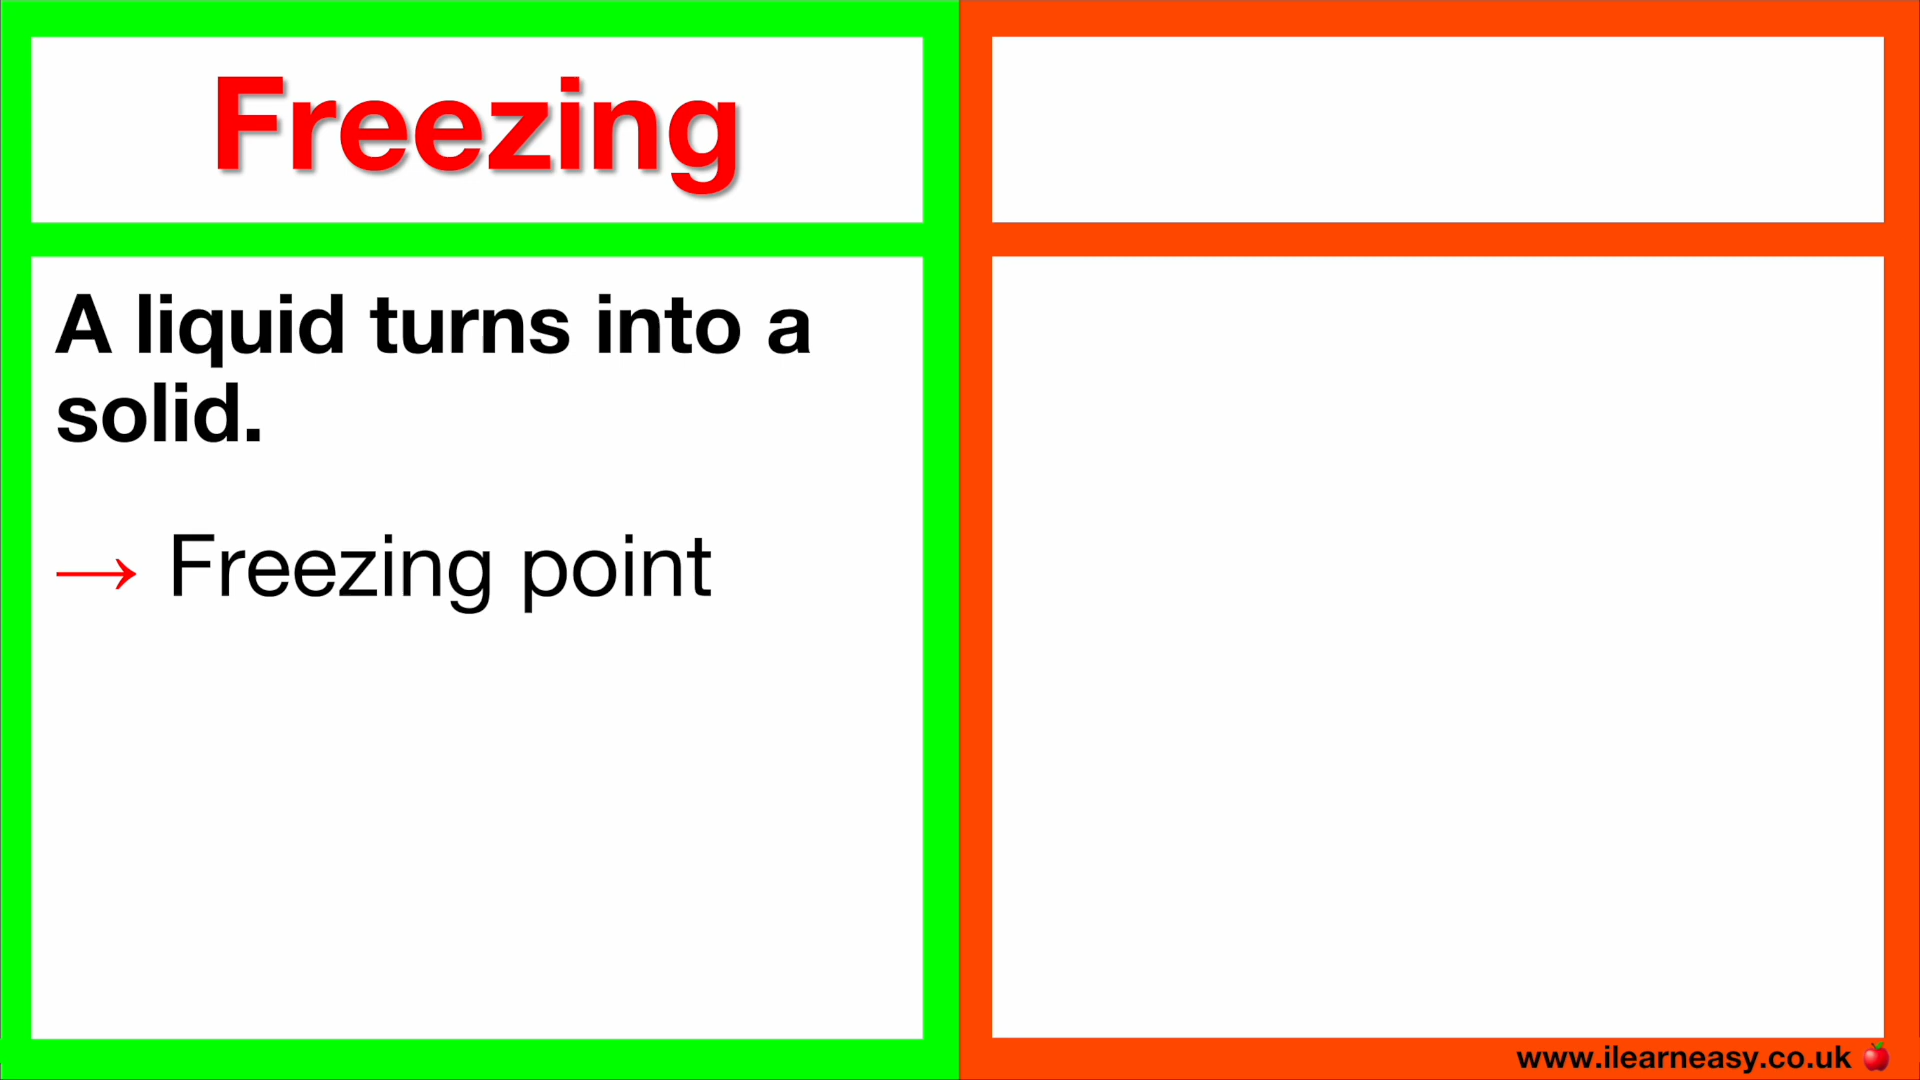 Freezing
A liquid turns into a
solid.
→ Freezing point
www.ilearneasy.co.uk